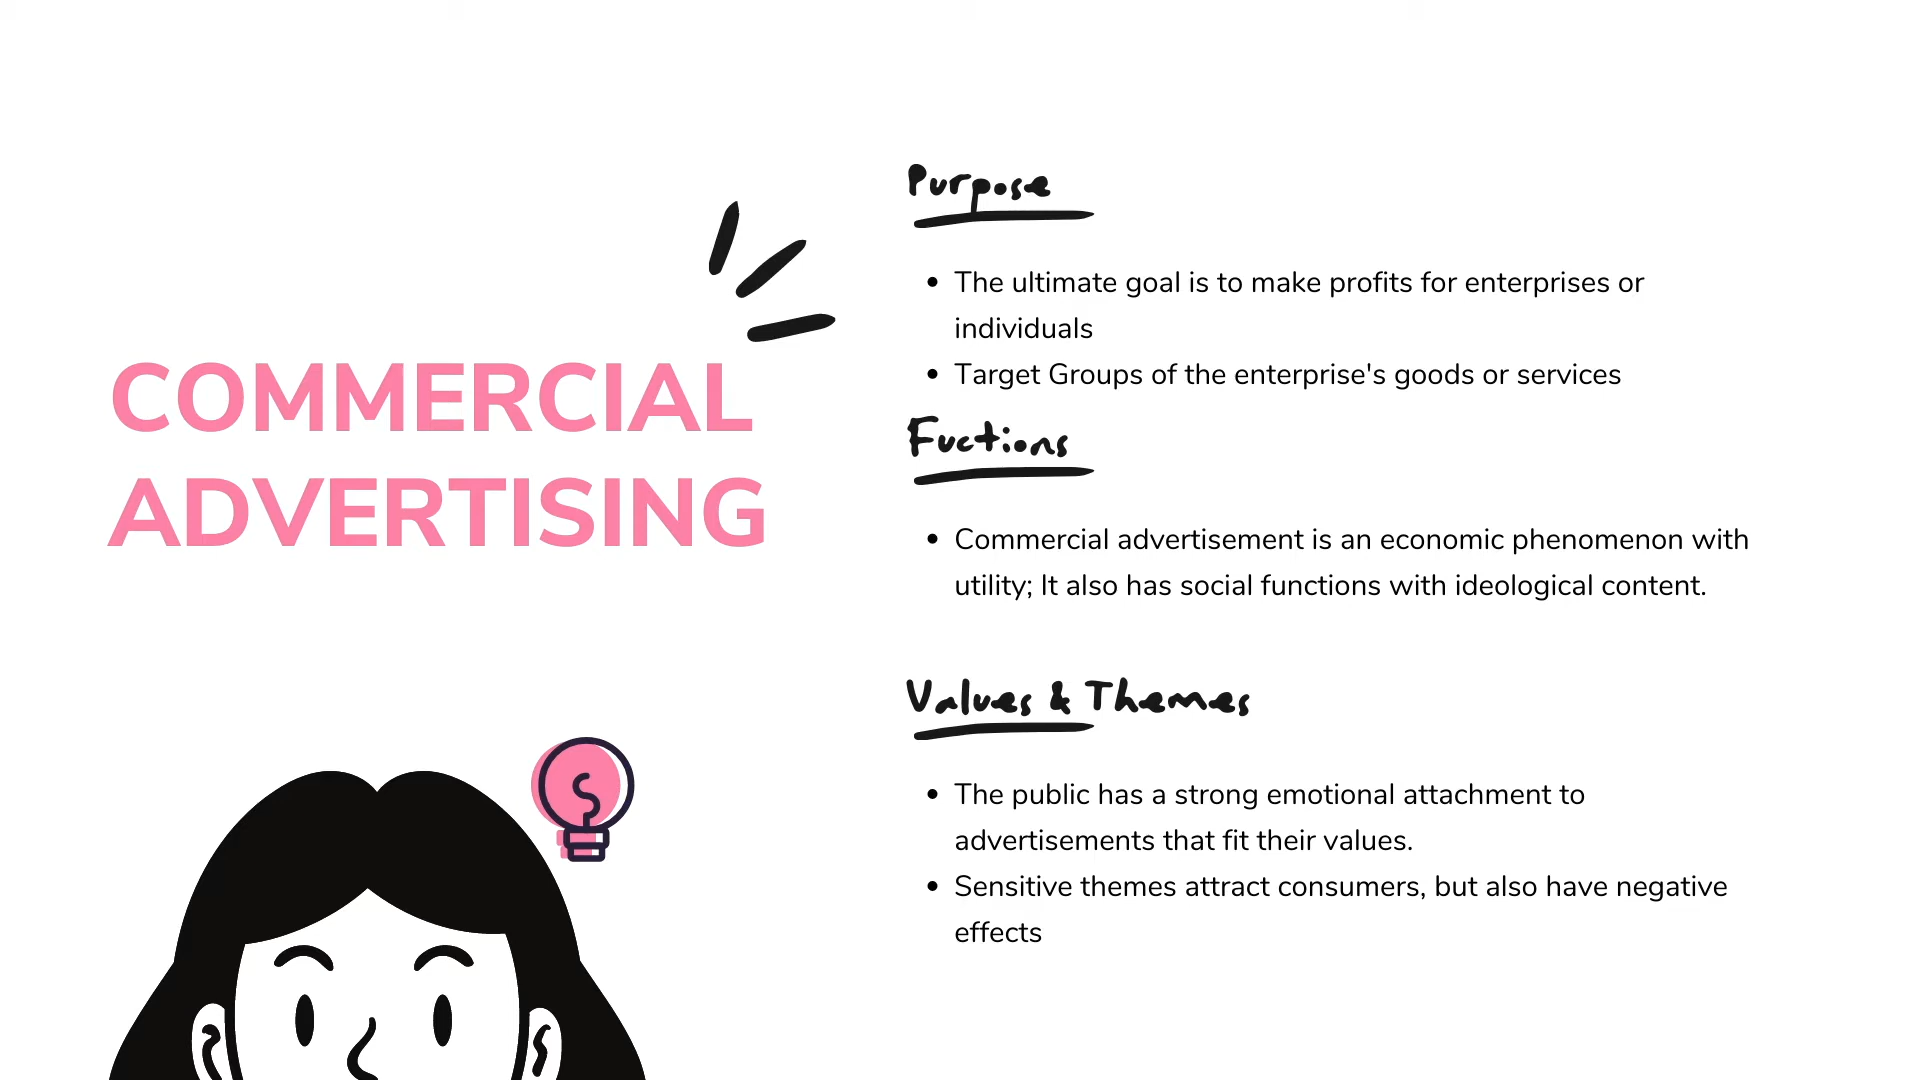 COMMERCIAL
ADVERTISING
Purpose
• The ultimate goal is to make profits for enterprises or
individuals
• Target Groups of the enterprise's goods or services
Fuctions
• Commercial advertisement is an economic phenomenon with
utility; It also has social functions with ideological content.
Values & Themes
• The public has a strong emotional attachment to
advertisements that fit their values.
• Sensitive themes attract consumers, but also have negative
effects